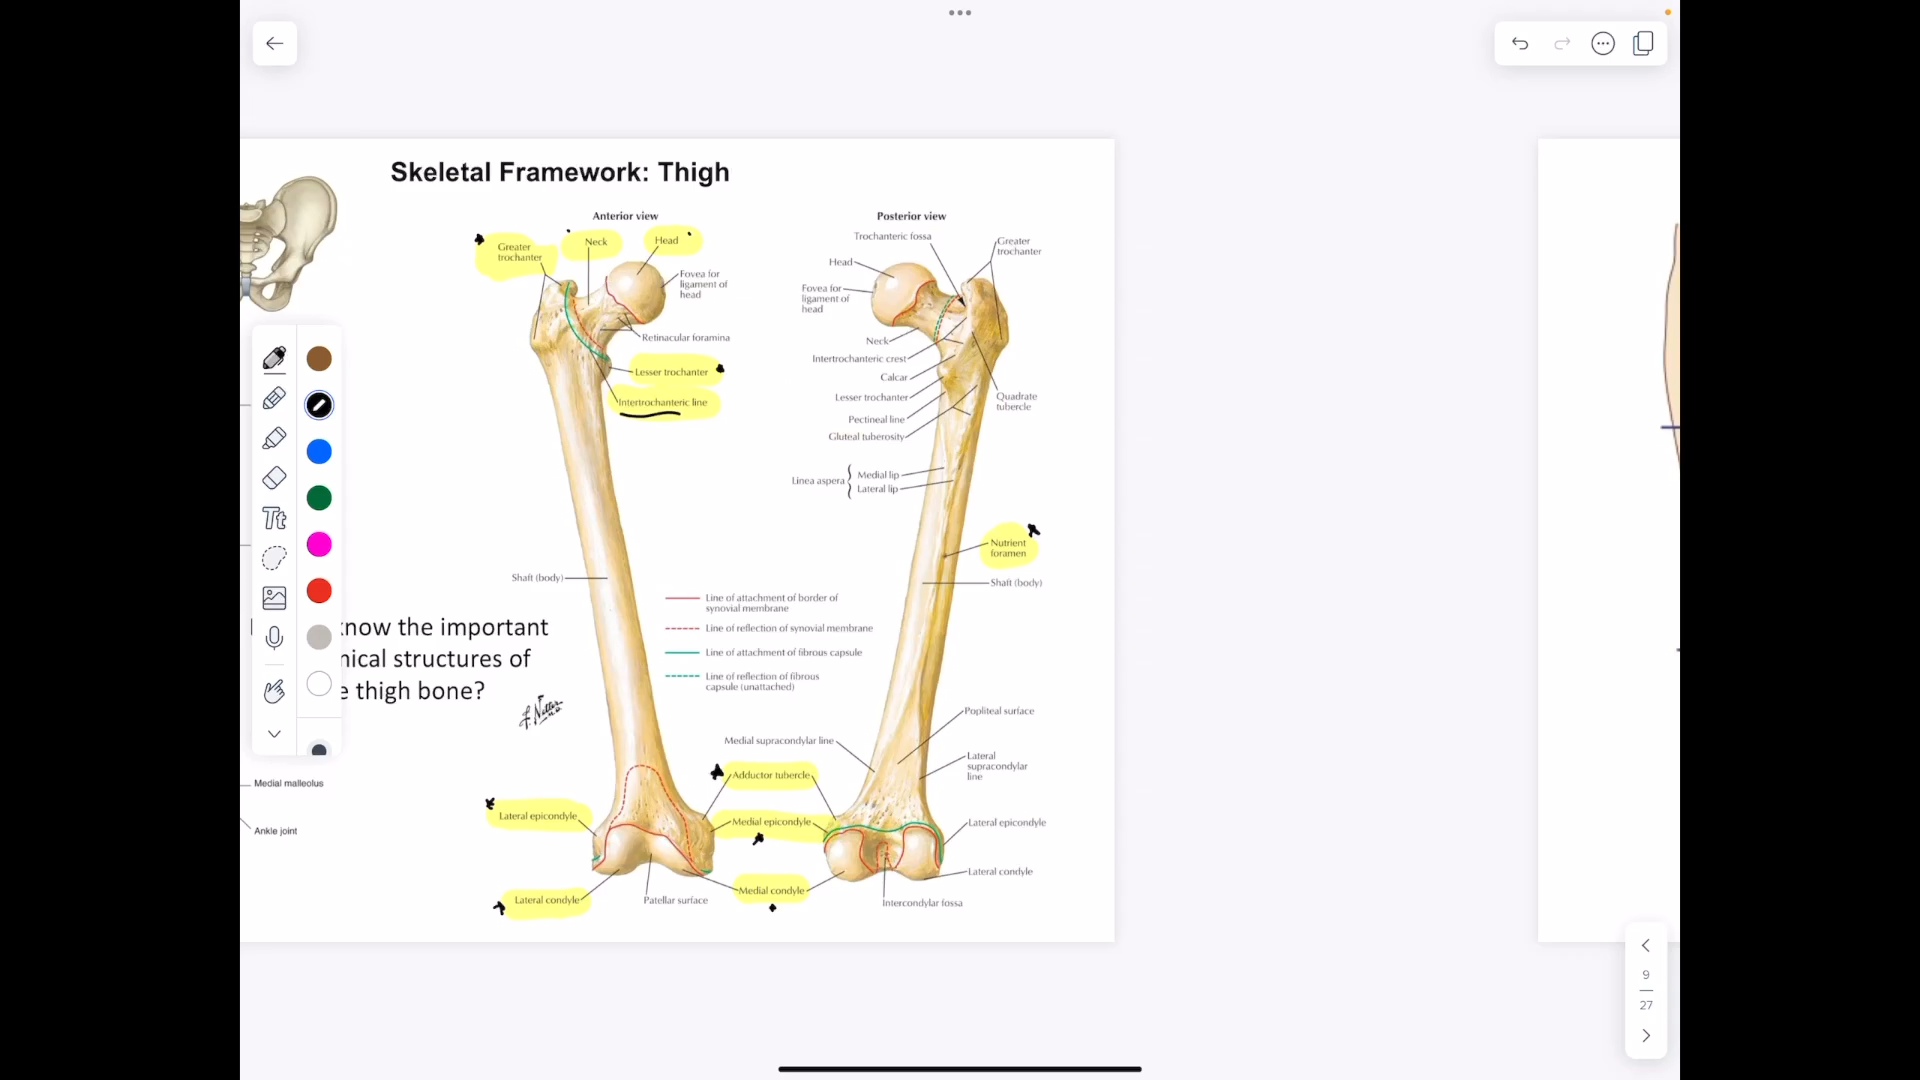 Skeletal Framework: Thigh
Anterior view
Posterior view
Greater
trochanter
Neck
Head
Fovea for
ligament of
head
Retinacular foramina
Lesser trochanter
Intertrochanteric line
Shaft (body)
Trochanteric fossa
Greater
trochanter
Head
Fovea for
ligament of
head
Neck
Intertrochanteric crest
Calcar
Lesser trochanter
Pectineal line
Gluteal tuberosity
Quadrate
tubercle
Linea aspera
Medial lip
Lateral lip
Nutrient
foramen
Shaft (body)
Line of attachment of border of
synovial membrane
Line of reflection of synovial membrane
Line of attachment of fibrous capsule
Line of reflection of fibrous
capsule (unattached)
know the important
nical structures of
e thigh bone?
f. Netter
M.D.
Popliteal surface
Medial supracondylar line
Lateral
supracondylar
line
Adductor tubercle
Lateral epicondyle
Medial epicondyle
Lateral epicondyle
Lateral condyle
Patellar surface
Medial condyle
Lateral condyle
Intercondylar fossa
Medial malleolus
Ankle joint
Tt
9
27